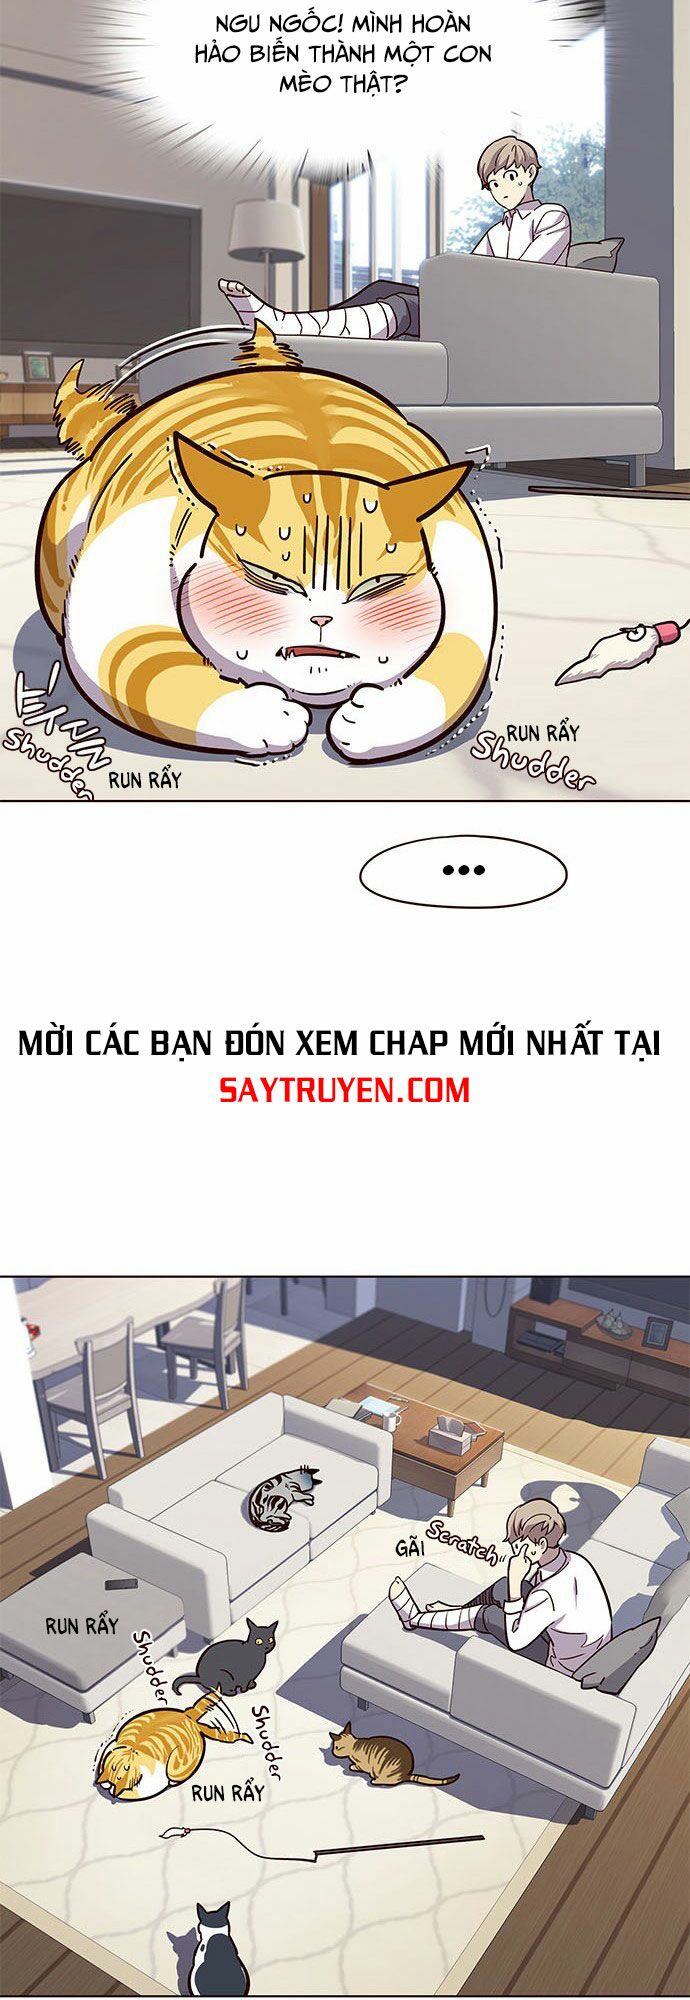 NGU NGỐC! MÌNH HOÀN
HẢO BIẾN THÀNH MỘT CON
MÈO THẬT?
RUN RẨY
Shudder
Shudder
RUN RẨY
...
MỜI CÁC BẠN ĐÓN XEM CHAP MỚI NHẤT TẠI
SAYTRUYEN.COM
GÃI
Scratch
RUN RẨY
Shudder
Shudder
RUN RẨY